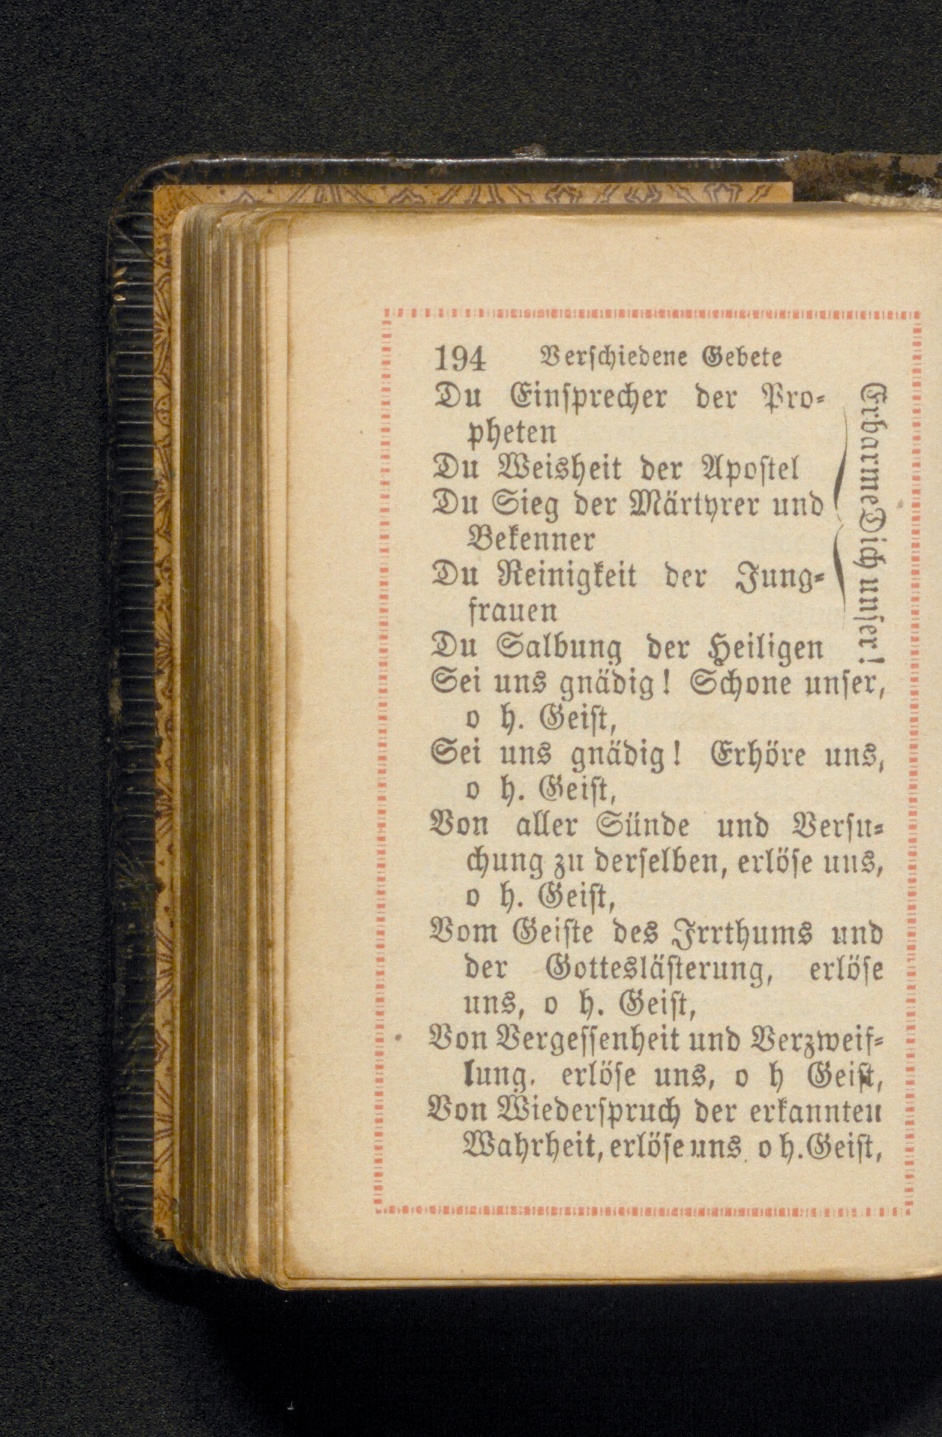 194 Verschiedene Gebete
Du Einsprecher der Pro-
pheten
Du Weisheit der Apostel
Du Sieg der Märtyrer und
Bekenner
Du Reinigkeit der Jung-
frauen
Du Salbung der Heiligen
Erbarme Dich unser!
Sei uns gnädig! Schone unser,
o h. Geist,
Sei uns gnädig! Erhöre uns,
o h. Geist,
Von aller Sünde und Versu-
chung zu derselben, erlöse uns,
o h. Geist,
Vom Geiste des Irrthums und
der Gotteslästerung, erlöse
uns, o h. Geist,
Von Vergessenheit und Verzweif-
lung. erlöse uns, o h Geist,
Von Wiederspruch der erkannten
Wahrheit, erlöse uns. o h. Geist,